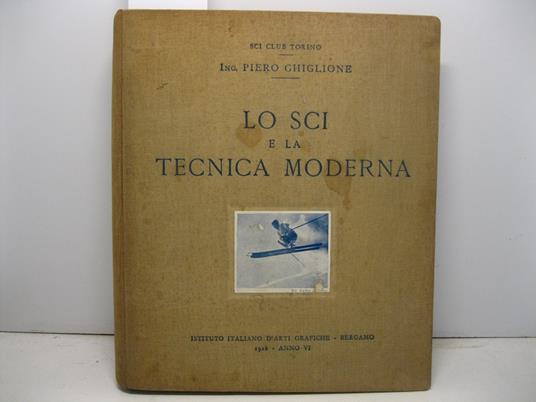 SCI CLUB TORINO
ING. PIERO GHIGLIONE
LO SCI
E LA
TECNICA MODERNA
ISTITUTO ITALIANO D'ARTI GRAFICHE - BERGAMO
1928 - ANNO VI